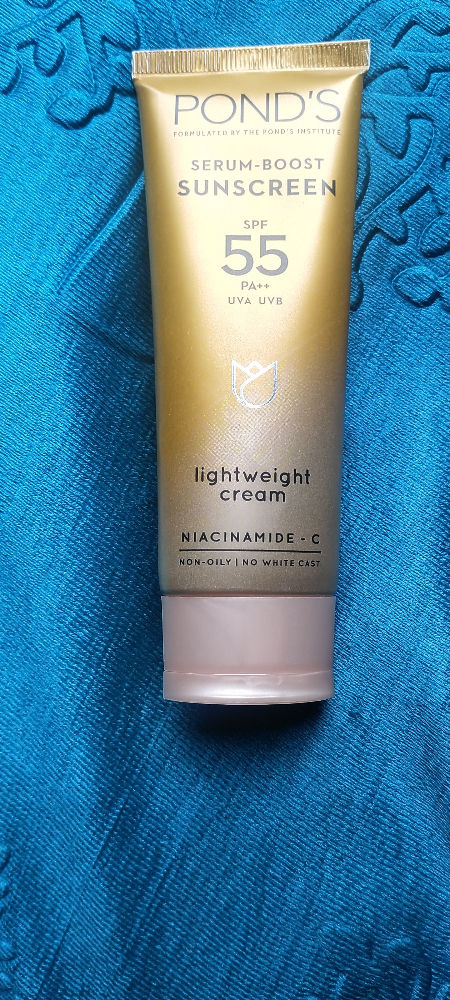 POND'S
FORMULATED BY THE POND'S INSTITUTE
SERUM-BOOST
SUNSCREEN
SPF
55
PA++
UVA UVB
lightweight
cream
NIACINAMIDE - C
NON-OILY | NO WHITE CAST